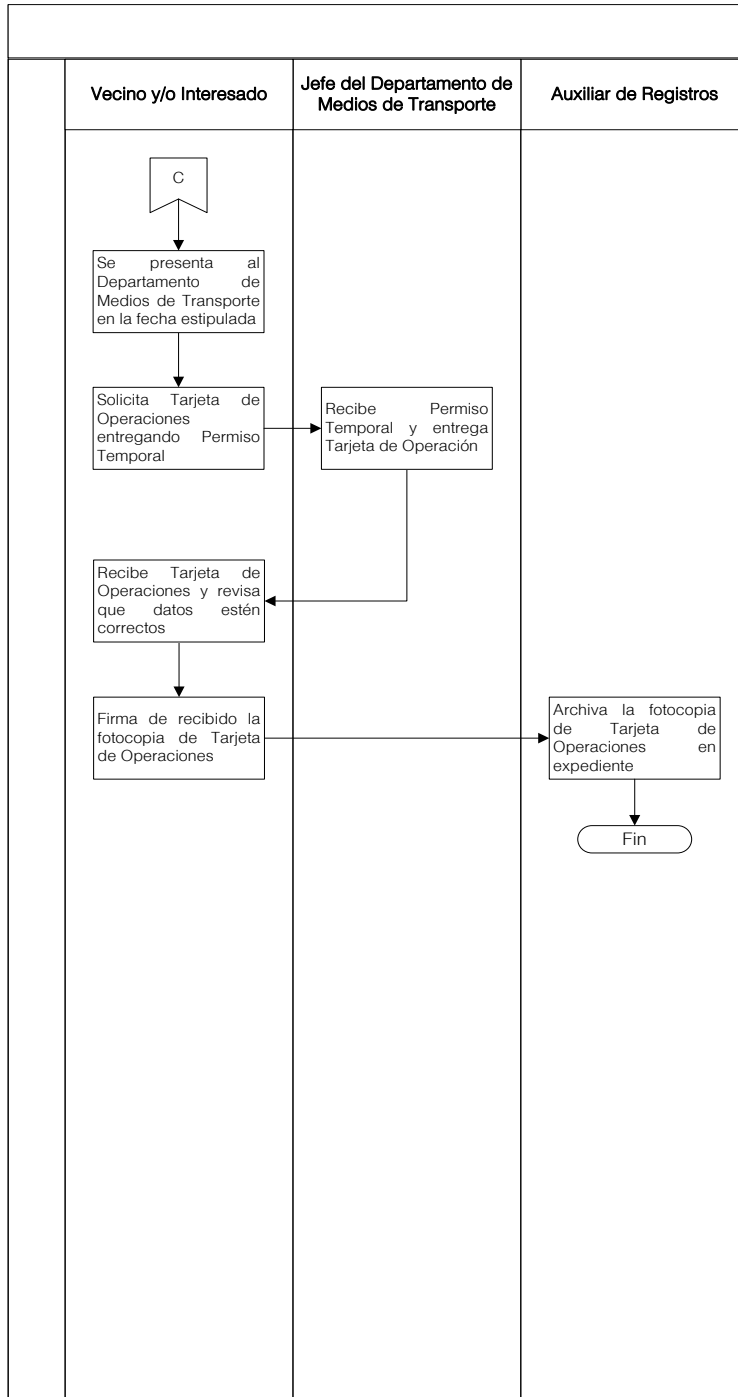 Vecino y/o Interesado
Jefe del Departamento de
Medios de Transporte
Auxiliar de Registros
C
Se presenta al
Departamento de
Medios de Transporte
en la fecha estipulada
Solicita Tarjeta de
Operaciones
entregando Permiso
Temporal
Recibe Permiso
Temporal y entrega
Tarjeta de Operación
Recibe Tarjeta de
Operaciones y revisa
que datos estén
correctos
Firma de recibido la
fotocopia de Tarjeta
de Operaciones
Archiva la fotocopia
de Tarjeta de
Operaciones en
expediente
Fin